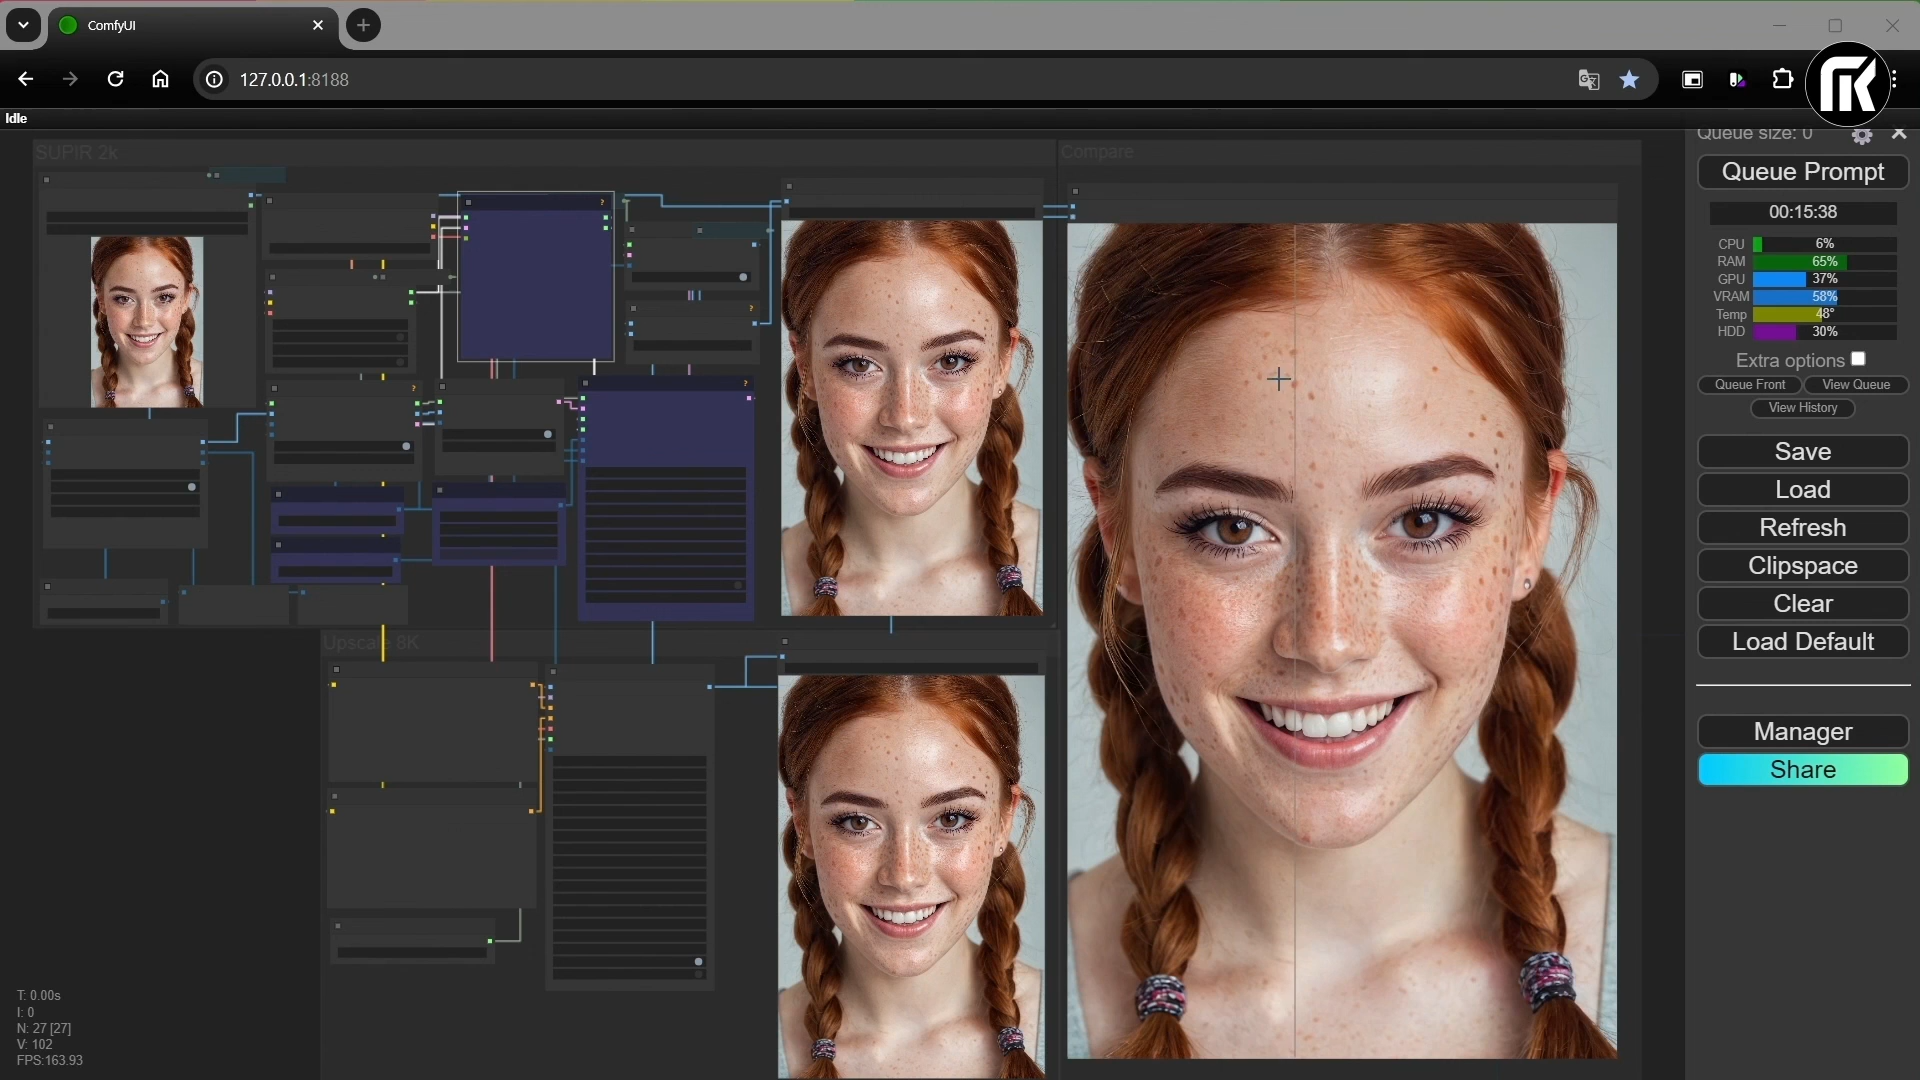 ComfyUI
127.0.0.1:8188
Idle
SUPIR 2k
Compare
Upscale 8K
Queue size: 0
Queue Prompt
00:15:38
CPU 6%
RAM 65%
GPU 37%
VRAM 58%
Temp 48°
HDD 30%
Extra options
Queue Front
View Queue
View History
Save
Load
Refresh
Clipspace
Clear
Load Default
Manager
Share
T: 0.00s
I: 0
N: 27 [27]
V: 102
FPS:163.93